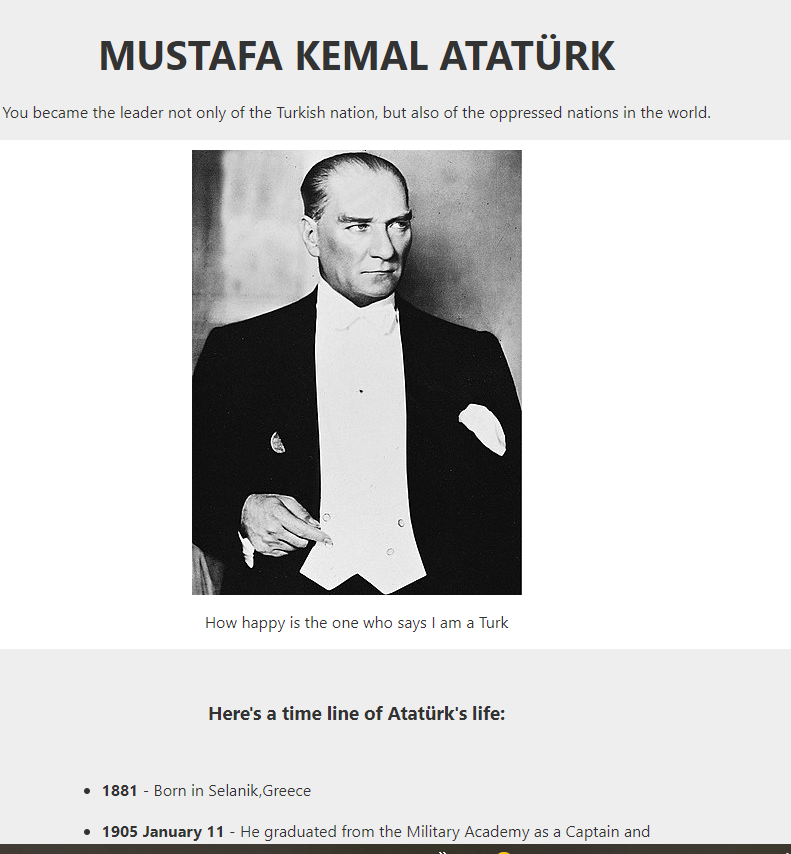 MUSTAFA KEMAL ATATÜRK
You became the leader not only of the Turkish nation, but also of the oppressed nations in the world.
How happy is the one who says I am a Turk
Here's a time line of Atatürk's life:
• 1881 - Born in Selanik,Greece
• 1905 January 11 - He graduated from the Military Academy as a Captain and